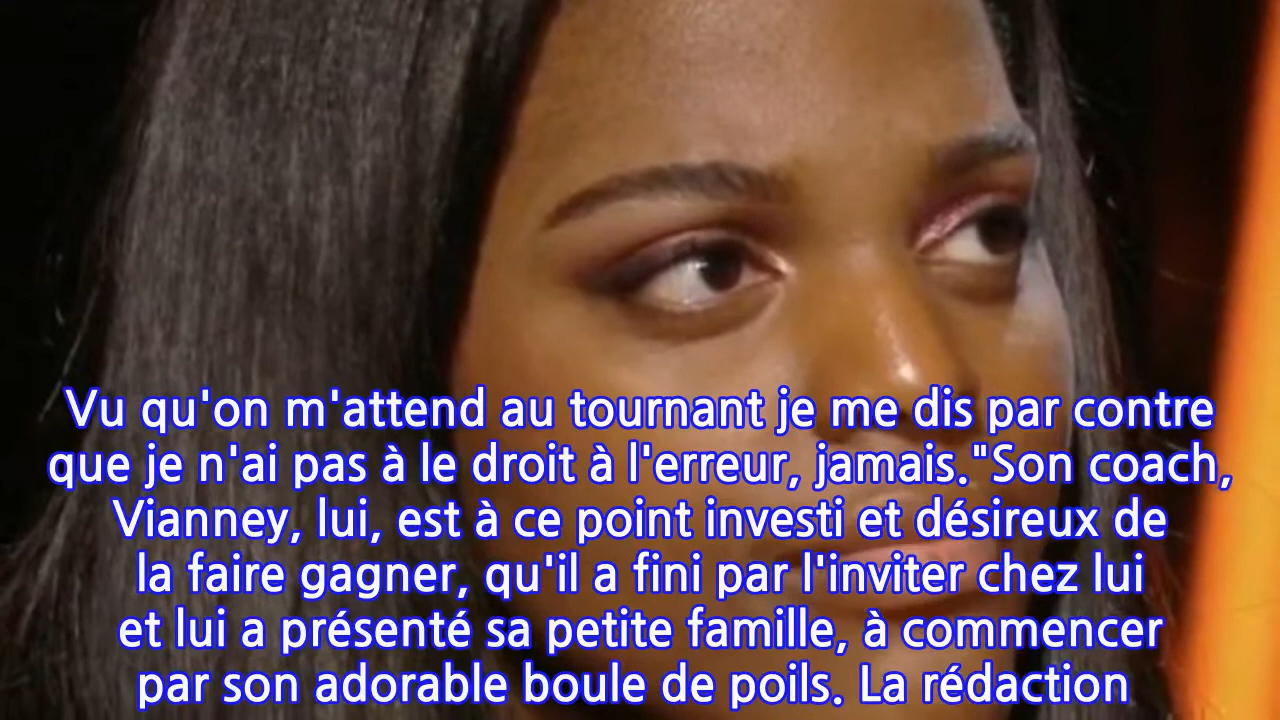 Vu qu'on m'attend au tournant je me dis par contre
que je n'ai pas à le droit à l'erreur, jamais."Son coach,
Vianney, lui, est à ce point investi et désireux de
la faire gagner, qu'il a fini par l'inviter chez lui
et lui a présenté sa petite famille, à commencer
par son adorable boule de poils. La rédaction